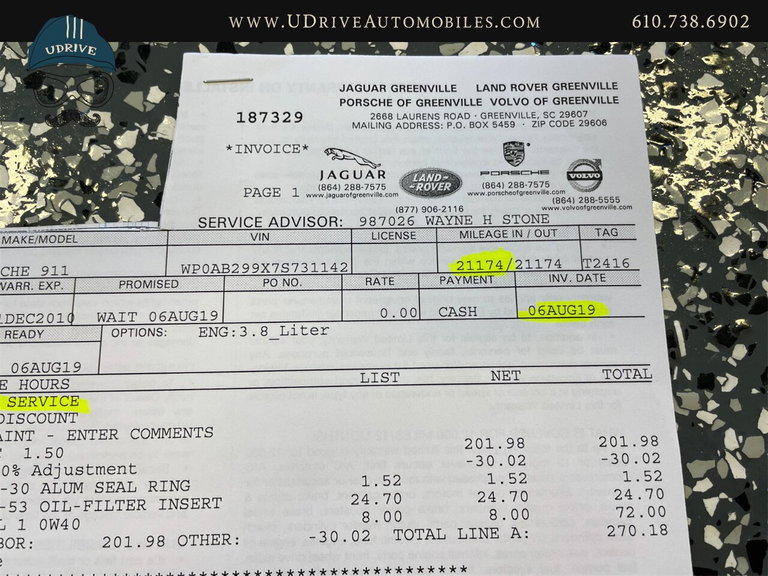 WWW.UDRIVEAUTOMOBILES.COM 610.738.6902
UDRIVE
JAGUAR GREENVILLE LAND ROVER GREENVILLE
PORSCHE OF GREENVILLE VOLVO OF GREENVILLE
187329
2668 LAURENS ROAD · GREENVILLE, SC 29607
MAILING ADDRESS: P.O. BOX 5459 · ZIP CODE 29606
*INVOICE*
JAGUAR LAND-ROVER PORSCHE VOLVO
PAGE 1
(864) 288-7575 (864) 288-7575
www.jaguarofgreenville.com www.porscheofgreenville.com (864) 288-5555
(877) 906-2116 www.volvoofgreenville.com
SERVICE ADVISOR: 987026 WAYNE H STONE
MAKE/MODEL VIN LICENSE MILEAGE IN / OUT TAG
CHE 911 WP0AB299X7S731142 21174/21174 T2416
WARR. EXP. PROMISED PO NO. RATE PAYMENT INV. DATE
1DEC2010 WAIT 06AUG19 0.00 CASH 06AUG19
READY OPTIONS: ENG:3.8_Liter
06AUG19
E HOURS LIST NET TOTAL
SERVICE
DISCOUNT
AINT - ENTER COMMENTS
1.50 201.98 201.98
0% Adjustment -30.02 -30.02
-30 ALUM SEAL RING 1.52 1.52 1.52
-53 OIL-FILTER INSERT 24.70 24.70 24.70
L 1 0W40 8.00 8.00 72.00
BOR: 201.98 OTHER: -30.02 TOTAL LINE A: 270.18
****************************************